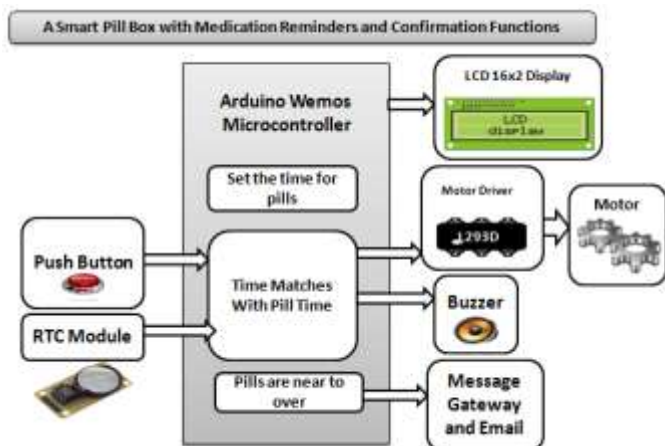 A Smart Pill Box with Medication Reminders and Confirmation Functions
Arduino Wemos
Microcontroller
LCD 16x2 Display
LCD
Set the time for
pills
Motor Driver
L293D
Motor
Push Button
RTC Module
Time Matches
With Pill Time
Buzzer
Pills are near to
over
Message
Gateway
and Email